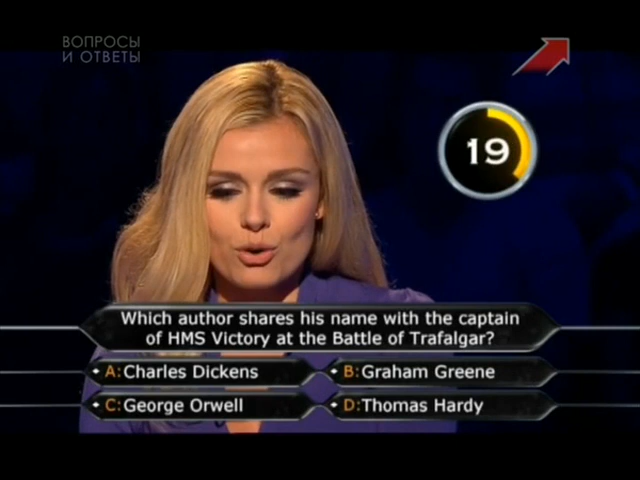 ВОПРОСЫ
И ОТВЕТЫ
19
Which author shares his name with the captain
of HMS Victory at the Battle of Trafalgar?
A: Charles Dickens
B: Graham Greene
C: George Orwell
D: Thomas Hardy